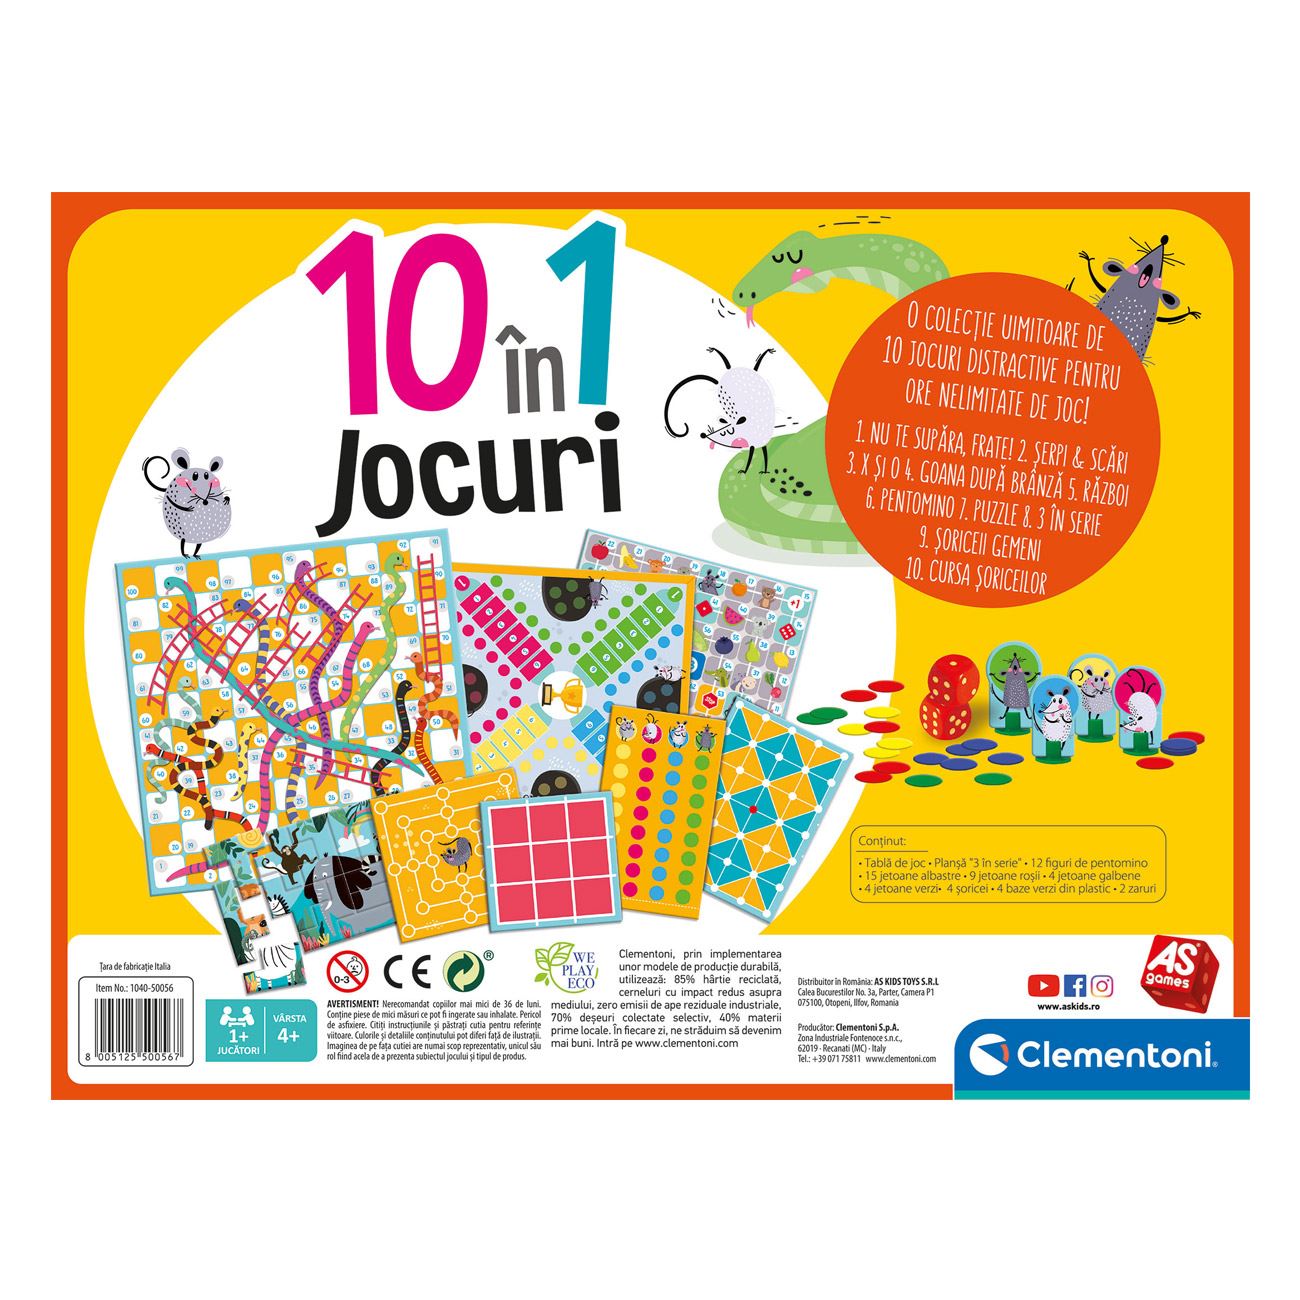 10 în 1
Jocuri
O COLECȚIE UIMITOARE DE
10 JOCURI DISTRACTIVE PENTRU
ORE NELIMITATE DE JOC!
1. NU TE SUPĂRA, FRATE! 2. ȘERPI & SCĂRI
3. X ȘI O 4. GOANA DUPĂ BRÂNZĂ 5. RĂZBOI
6. PENTOMINO 7. PUZZLE 8. 3 ÎN SERIE
9. ȘORICEII GEMENI
10. CURSA ȘORICEILOR
Conținut:
• Tablă de joc • Planșă "3 în serie" • 12 figuri de pentomino
• 15 jetoane albastre • 9 jetoane roșii • 4 jetoane galbene
• 4 jetoane verzi• 4 șoricei • 4 baze verzi din plastic • 2 zaruri
Țara de fabricație Italia
Item No.: 1040-50056
8 005125 500567
1+
JUCĂTORI
VÂRSTA
4+
0-3
CE
AVERTISMENT! Nerecomandat copiilor mai mici de 36 de luni.
Conține piese de mici măsuri ce pot fi ingerate sau inhalate. Pericol
de asfixiere. Citiți instrucțiunile și păstrați cutia pentru referințe
viitoare. Culorile și detaliile conținutului pot diferi față de ilustrații.
Imaginea de pe fața cutiei are numai scop reprezentativ, unicul său
rol fiind acela de a prezenta subiectul jocului și tipul de produs.
WE
PLAY
ECO
Clementoni, prin implementarea
unor modele de producție durabilă,
utilizează: 85% hârtie reciclată,
cerneluri cu impact redus asupra
mediului, zero emisii de ape reziduale industriale,
70% deșeuri colectate selectiv, 40% materii
prime locale. În fiecare zi, ne străduim să devenim
mai buni. Intră pe www.clementoni.com
Distribuitor în România: AS KIDS TOYS S.R.L
Calea Bucurestilor No. 3a, Parter, Camera P1
075100, Otopeni, Ilfov, Romania
Producător: Clementoni S.p.A.
Zona Industriale Fontenoce s.n.c.,
62019 - Recanati (MC) - Italy
Tel.: +39 071 75811 www.clementoni.com
www.askids.ro
AS
games
Clementoni®